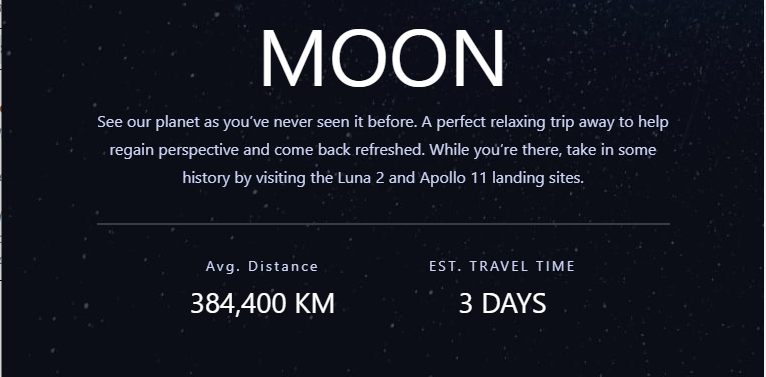 MOON
See our planet as you’ve never seen it before. A perfect relaxing trip away to help
regain perspective and come back refreshed. While you’re there, take in some
history by visiting the Luna 2 and Apollo 11 landing sites.
Avg. Distance
384,400 KM
EST. TRAVEL TIME
3 DAYS